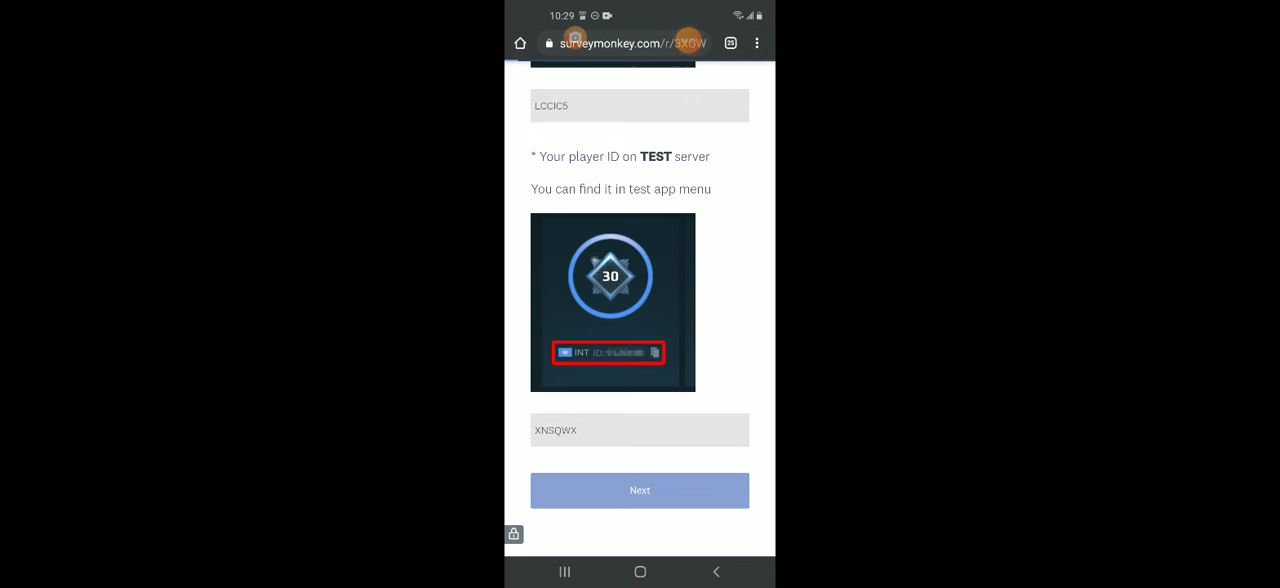 10:29
surveymonkey.com/r/3XGW
25
LCCIC5
* Your player ID on TEST server
You can find it in test app menu
30
INT ID:
XNSQWX
Next